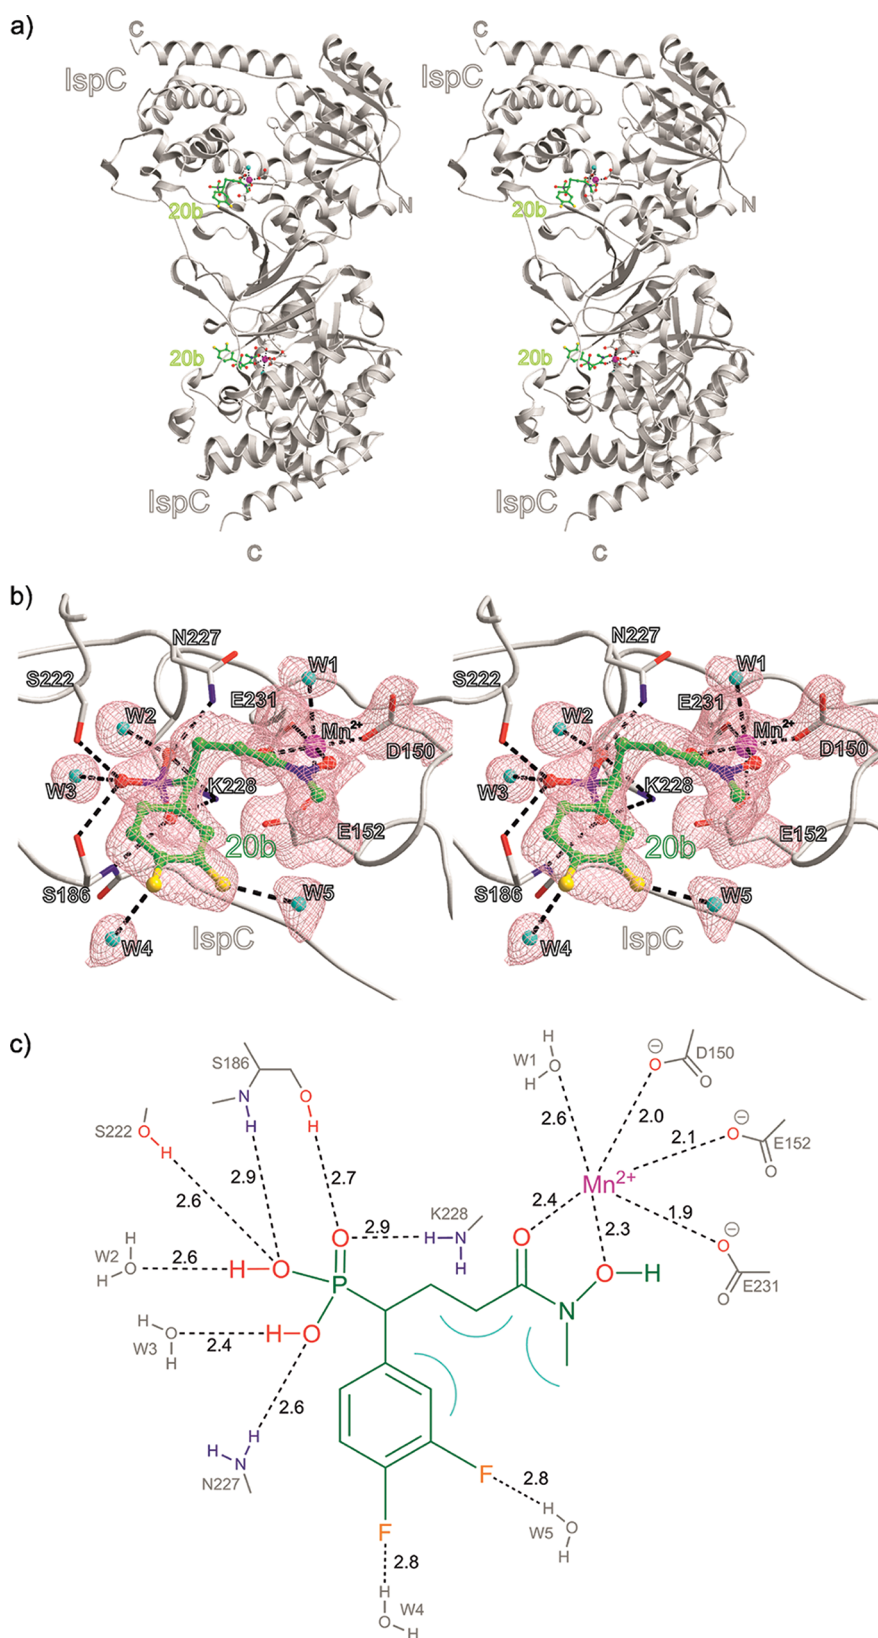 a)
C C
IspC IspC
20b 20b
N
20b 20b
IspC IspC
C C
b)
N227 N227
S222 W1 S222 W1
E231 E231
W2 Mn²⁺ W2 Mn²⁺
D150 D150
W3 K228 W3 K228
20b E152 20b E152
S186 S186
W5 W5
W4 IspC W4 IspC
c)
S186 W1 H H O D150 O ⊖ O
N H O H 2.6 2.0
S222 O H 2.1 O ⊖ O E152
2.9 2.7 Mn²⁺
2.6 K228 2.4 1.9
W2 H O H 2.6 H O O 2.9 H N H O 2.3 O ⊖ O E231
P O H
W3 H O H 2.4 H O N
2.6
H N H
N227 F 2.8 H O H W5
F
2.8
H O H W4